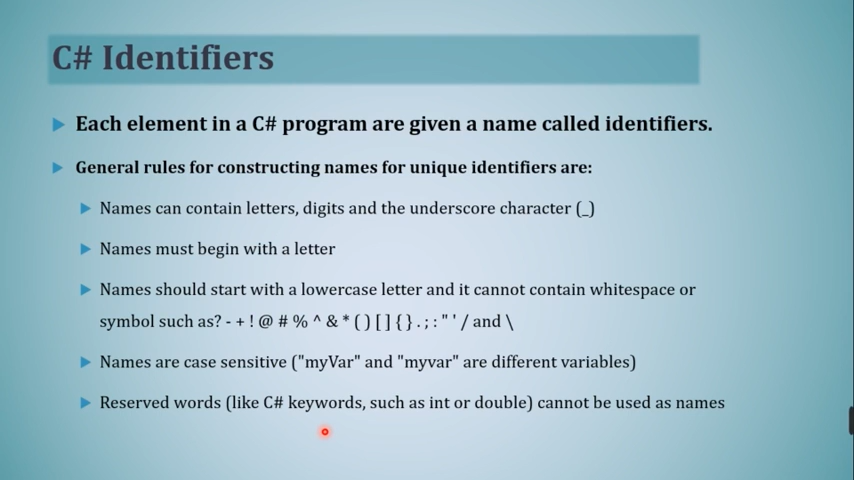 C# Identifiers
Each element in a C# program are given a name called identifiers.
General rules for constructing names for unique identifiers are:
Names can contain letters, digits and the underscore character (_)
Names must begin with a letter
Names should start with a lowercase letter and it cannot contain whitespace or
symbol such as? - + ! @ # % ^ & * ( ) [ ] { } . ; : " ' / and \
Names are case sensitive ("myVar" and "myvar" are different variables)
Reserved words (like C# keywords, such as int or double) cannot be used as names